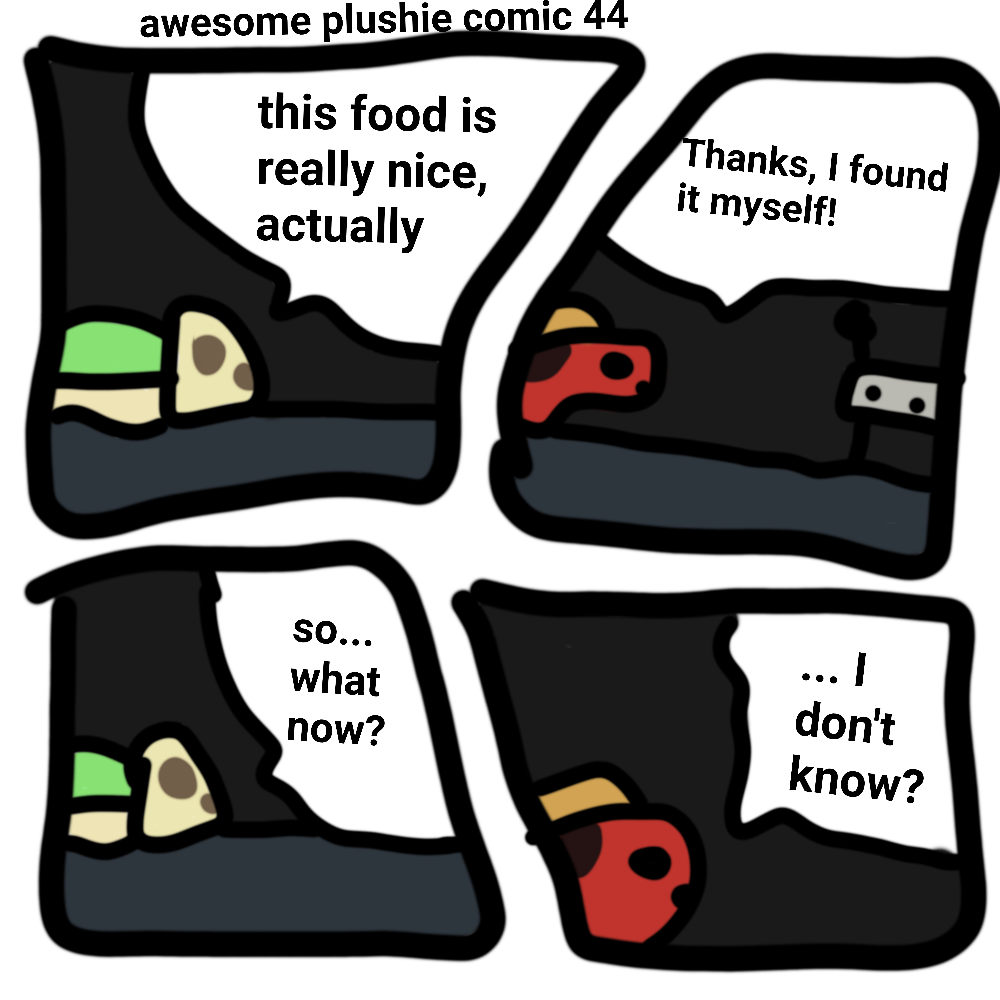 awesome plushie comic 44
this food is
really nice,
actually
Thanks, I found
it myself!
so...
what
now?
... I
don't
know?